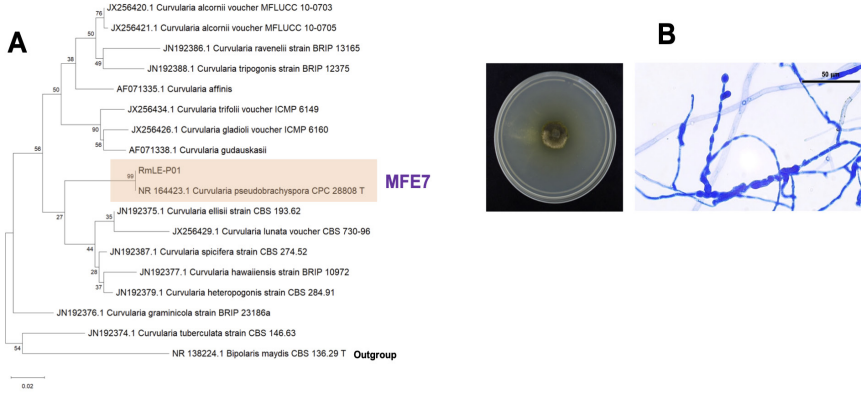 A
B
76
JX256420.1 Curvularia alcornii voucher MFLUCC 10-0703
JX256421.1 Curvularia alcornii voucher MFLUCC 10-0705
50
JN192386.1 Curvularia ravenelii strain BRIP 13165
49
JN192388.1 Curvularia tripogonis strain BRIP 12375
38
AF071335.1 Curvularia affinis
50
JX256434.1 Curvularia trifolii voucher ICMP 6149
90
JX256426.1 Curvularia gladioli voucher ICMP 6160
56
AF071338.1 Curvularia gudauskasii
56
RmLE-P01
99
NR 164423.1 Curvularia pseudobrachyspora CPC 28808 T
MFE7
27
JN192375.1 Curvularia ellisii strain CBS 193.62
35
JX256429.1 Curvularia lunata voucher CBS 730-96
44
JN192387.1 Curvularia spicifera strain CBS 274.52
28
JN192377.1 Curvularia hawaiiensis strain BRIP 10972
37
JN192379.1 Curvularia heteropogonis strain CBS 284.91
JN192376.1 Curvularia graminicola strain BRIP 23186a
JN192374.1 Curvularia tuberculata strain CBS 146.63
54
NR 138224.1 Bipolaris maydis CBS 136.29 T Outgroup
0.02
50 µm